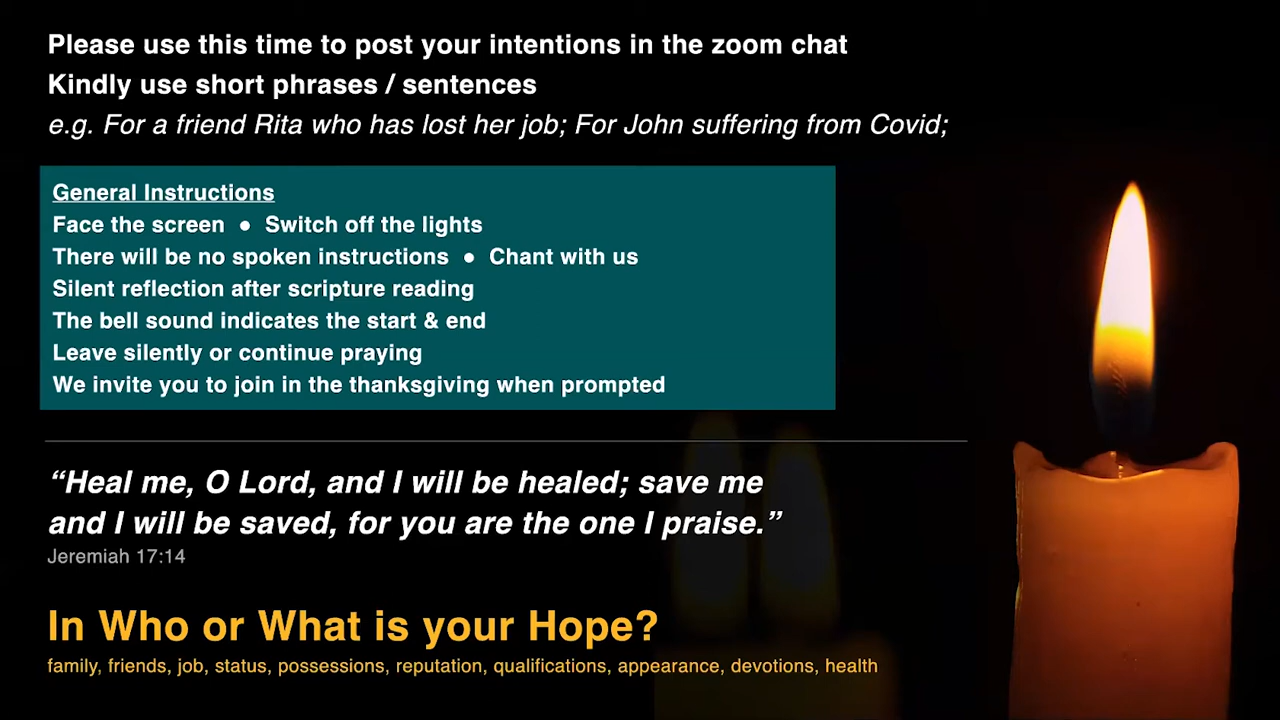 Please use this time to post your intentions in the zoom chat
Kindly use short phrases / sentences
e.g. For a friend Rita who has lost her job; For John suffering from Covid;
General Instructions
Face the screen ● Switch off the lights
There will be no spoken instructions ● Chant with us
Silent reflection after scripture reading
The bell sound indicates the start & end
Leave silently or continue praying
We invite you to join in the thanksgiving when prompted
“Heal me, O Lord, and I will be healed; save me
and I will be saved, for you are the one I praise.”
Jeremiah 17:14
In Who or What is your Hope?
family, friends, job, status, possessions, reputation, qualifications, appearance, devotions, health